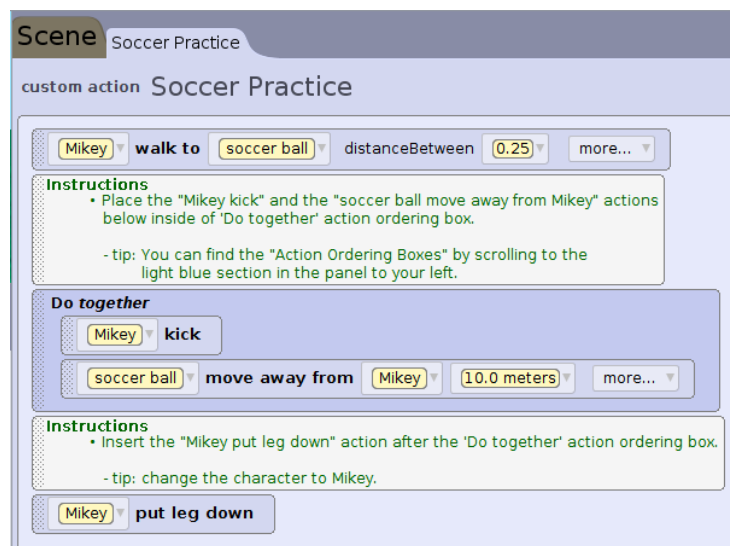 Scene Soccer Practice
custom action Soccer Practice
Mikey walk to soccer ball distanceBetween 0.25 more...
Instructions
• Place the "Mikey kick" and the "soccer ball move away from Mikey" actions
below inside of 'Do together' action ordering box.
- tip: You can find the "Action Ordering Boxes" by scrolling to the
light blue section in the panel to your left.
Do together
Mikey kick
soccer ball move away from Mikey 10.0 meters more...
Instructions
• Insert the "Mikey put leg down" action after the 'Do together' action ordering box.
- tip: change the character to Mikey.
Mikey put leg down